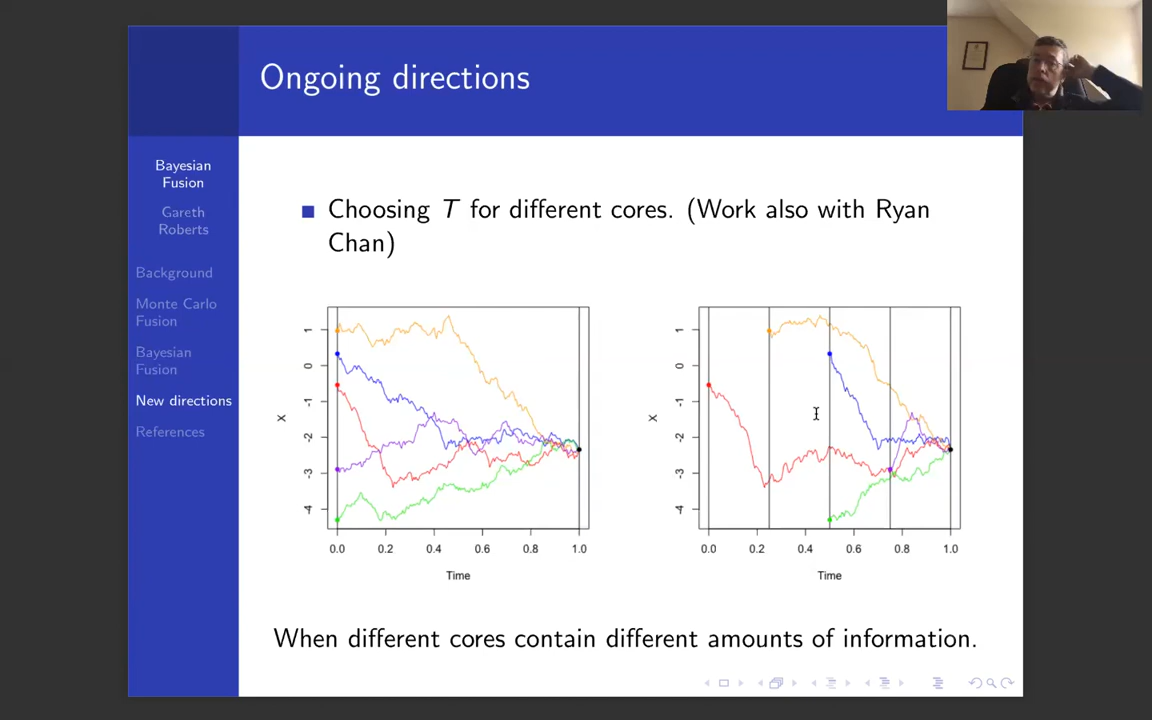 Ongoing directions
Bayesian
Fusion
Gareth
Roberts
Background
Monte Carlo
Fusion
Bayesian
Fusion
New directions
References
Choosing T for different cores. (Work also with Ryan
Chan)
1
0
-1
-2
-3
-4
X
0.0 0.2 0.4 0.6 0.8 1.0
Time
1
0
-1
-2
-3
-4
X
0.0 0.2 0.4 0.6 0.8 1.0
Time
When different cores contain different amounts of information.